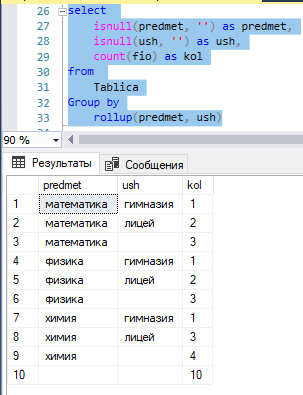 26 select
27 isnull(predmet, '') as predmet,
28 isnull(ush, '') as ush,
29 count(fio) as kol
30 from
31 Tablica
32 Group by
33 rollup(predmet, ush)
90 %
Результаты Сообщения
predmet ush kol
1 математика гимназия 1
2 математика лицей 2
3 математика 3
4 физика гимназия 1
5 физика лицей 2
6 физика 3
7 химия гимназия 1
8 химия лицей 3
9 химия 4
10 10